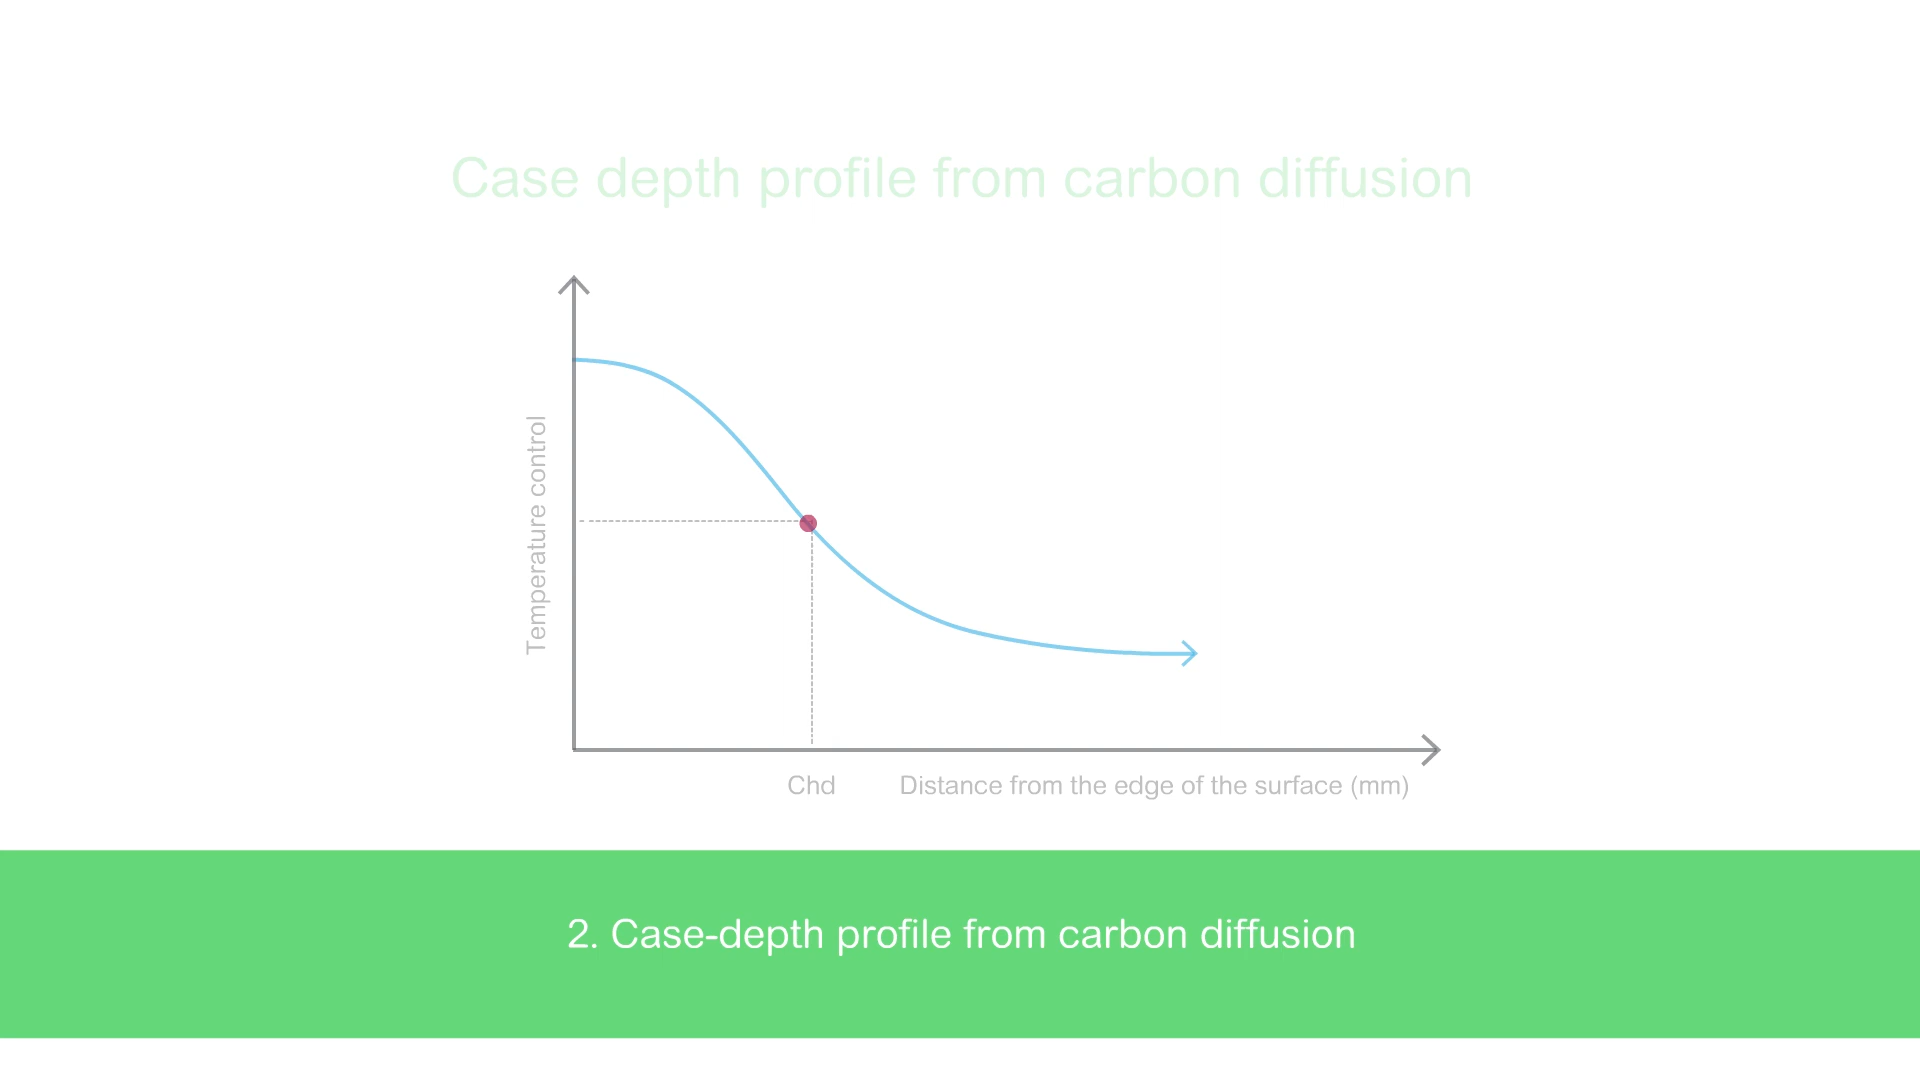 Case depth profile from carbon diffusion
Temperature control
Chd
Distance from the edge of the surface (mm)
2. Case-depth profile from carbon diffusion